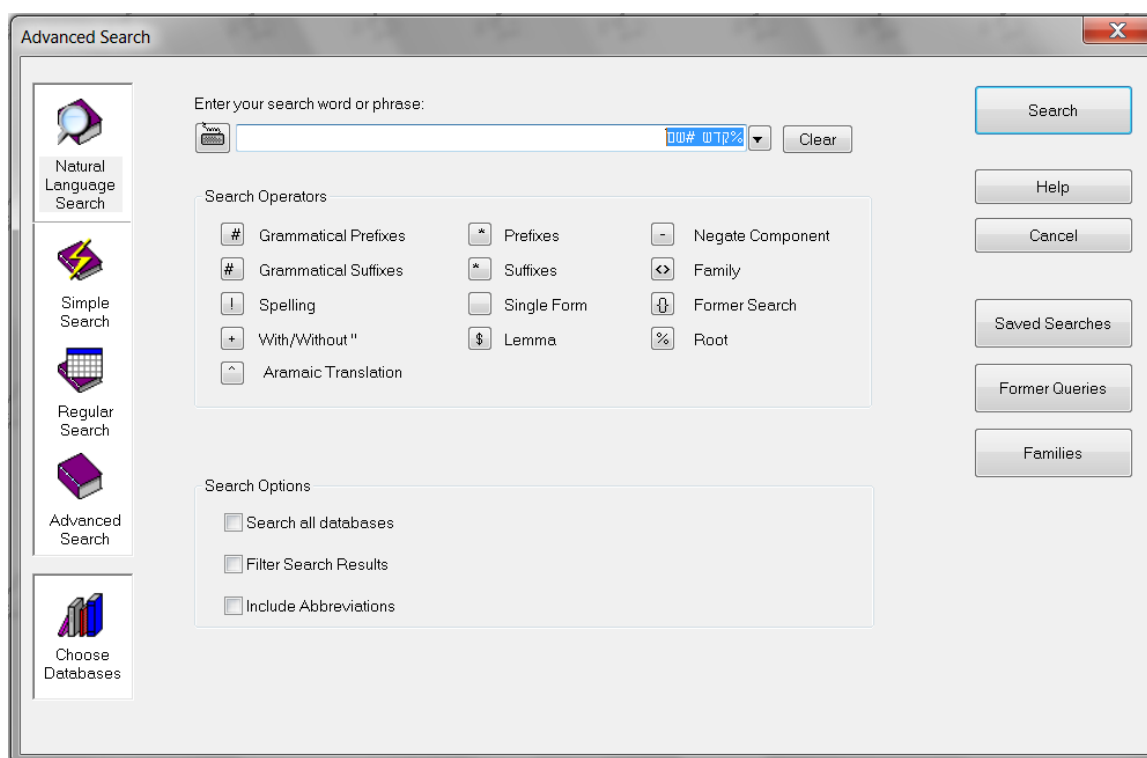 Advanced Search
Natural
Language
Search
Simple
Search
Regular
Search
Advanced
Search
Choose
Databases
Enter your search word or phrase:
%קדש #שם
Clear
Search Operators
# Grammatical Prefixes
* Prefixes
- Negate Component
# Grammatical Suffixes
* Suffixes
<> Family
! Spelling
Single Form
{} Former Search
+ With/Without "
$ Lemma
% Root
^ Aramaic Translation
Search Options
Search all databases
Filter Search Results
Include Abbreviations
Search
Help
Cancel
Saved Searches
Former Queries
Families